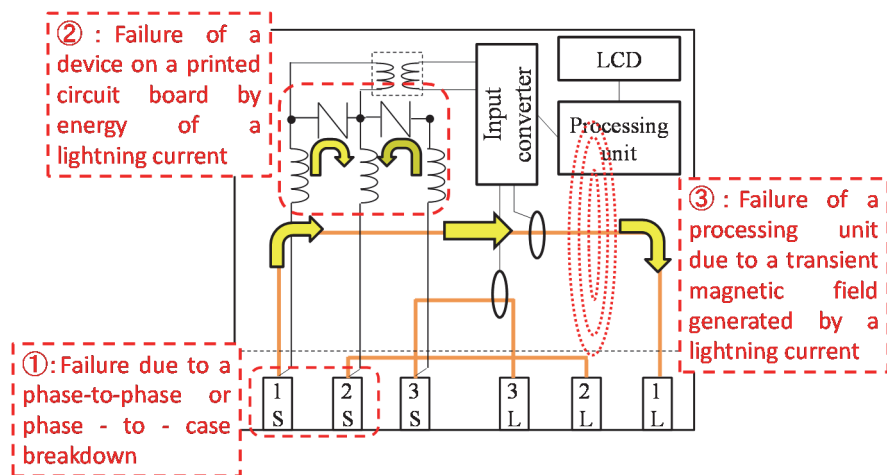 ② : Failure of a
device on a printed
circuit board by
energy of a
lightning current
Input
converter
LCD
Processing
unit
③ : Failure of a
processing unit
due to a transient
magnetic field
generated by a
lightning current
①: Failure due to a
phase-to-phase or
phase - to - case
breakdown
1
S
2
S
3
S
3
L
2
L
1
L